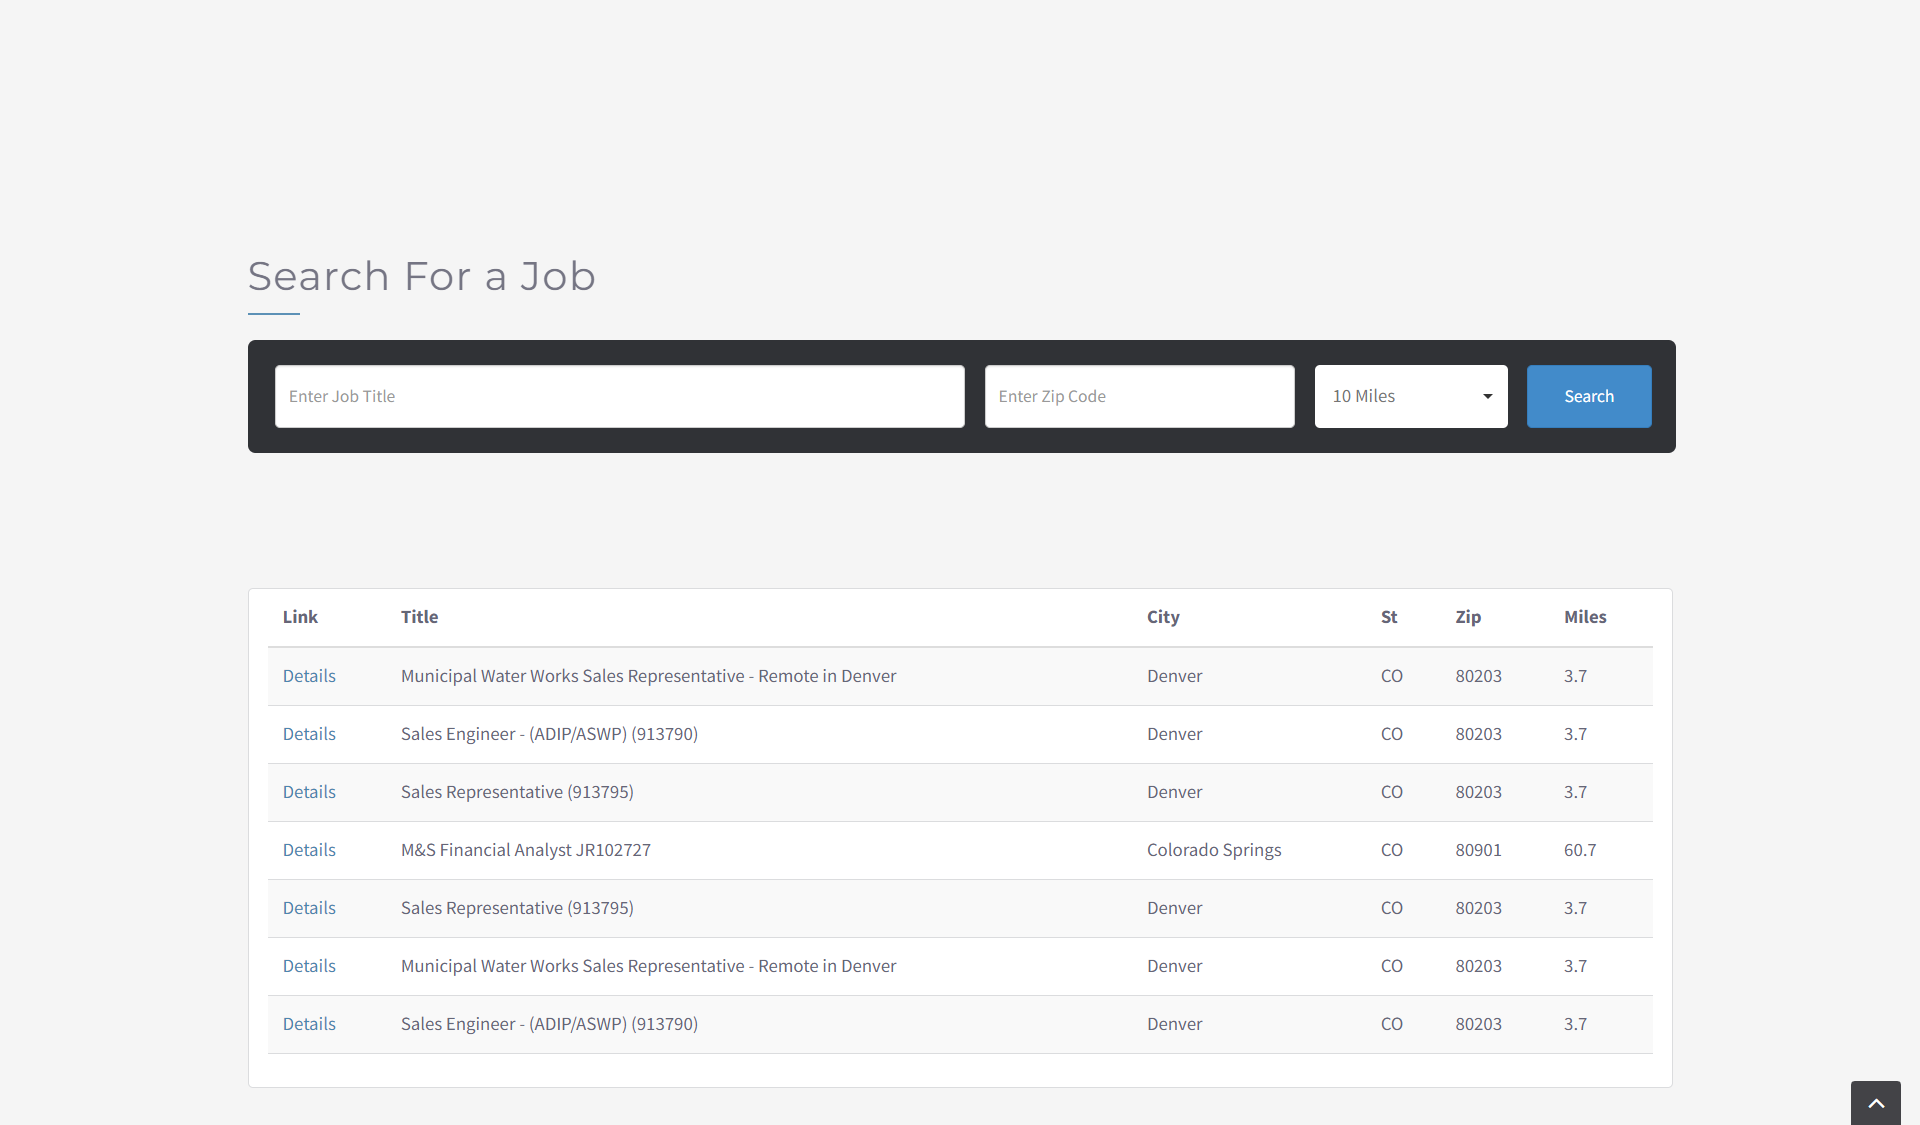 Search For a Job
Enter Job Title Enter Zip Code 10 Miles Search
Link Title City St Zip Miles
Details Municipal Water Works Sales Representative - Remote in Denver Denver CO 80203 3.7
Details Sales Engineer - (ADIP/ASWP) (913790) Denver CO 80203 3.7
Details Sales Representative (913795) Denver CO 80203 3.7
Details M&S Financial Analyst JR102727 Colorado Springs CO 80901 60.7
Details Sales Representative (913795) Denver CO 80203 3.7
Details Municipal Water Works Sales Representative - Remote in Denver Denver CO 80203 3.7
Details Sales Engineer - (ADIP/ASWP) (913790) Denver CO 80203 3.7